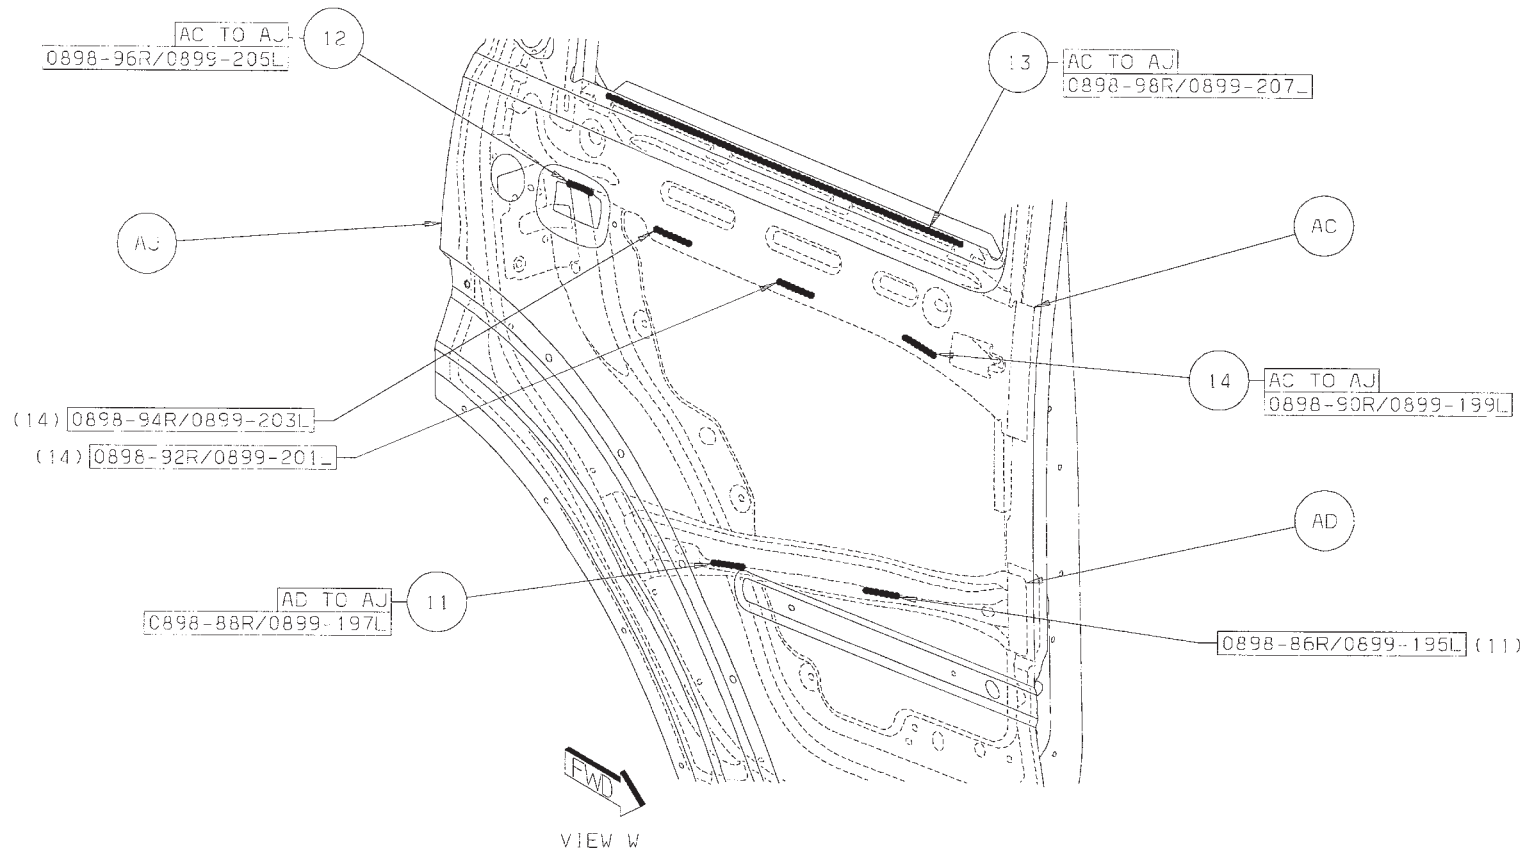 AC TO AJ
0898-96R/0899-205L
12
13
AC TO AJ
0898-98R/0899-207L
AJ
AC
14
AC TO AJ
0898-90R/0899-199L
(14) 0898-94R/0899-203L
(14) 0898-92R/0899-201L
AD
AD TO AJ
0898-88R/0899-197L
11
0898-86R/0899-195L (11)
FWD
VIEW W